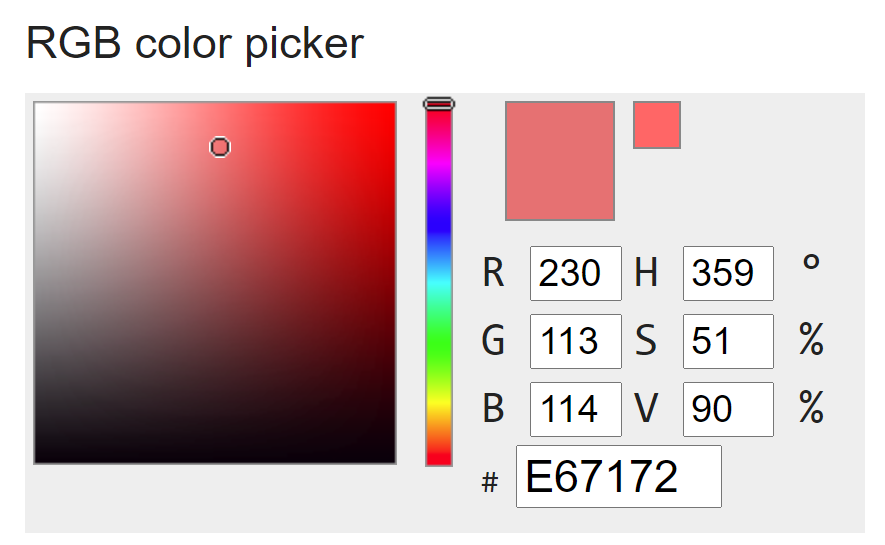 RGB color picker
R 230 H 359 °
G 113 S 51 %
B 114 V 90 %
# E67172